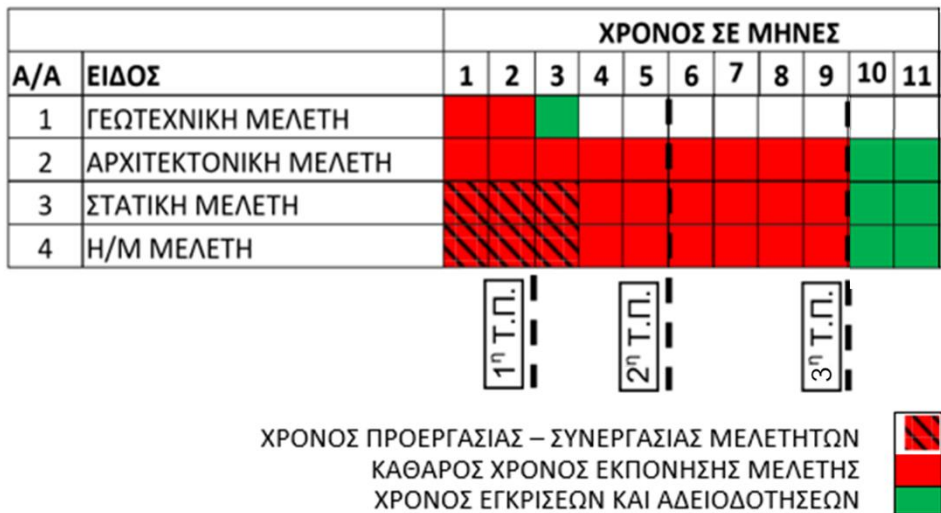 ΧΡΟΝΟΣ ΣΕ ΜΗΝΕΣ
Α/Α ΕΙΔΟΣ 1 2 3 4 5 6 7 8 9 10 11
1 ΓΕΩΤΕΧΝΙΚΗ ΜΕΛΕΤΗ
2 ΑΡΧΙΤΕΚΤΟΝΙΚΗ ΜΕΛΕΤΗ
3 ΣΤΑΤΙΚΗ ΜΕΛΕΤΗ
4 Η/Μ ΜΕΛΕΤΗ
1η Τ.Π.
2η Τ.Π.
3η Τ.Π.
ΧΡΟΝΟΣ ΠΡΟΕΡΓΑΣΙΑΣ – ΣΥΝΕΡΓΑΣΙΑΣ ΜΕΛΕΤΗΤΩΝ
ΚΑΘΑΡΟΣ ΧΡΟΝΟΣ ΕΚΠΟΝΗΣΗΣ ΜΕΛΕΤΗΣ
ΧΡΟΝΟΣ ΕΓΚΡΙΣΕΩΝ ΚΑΙ ΑΔΕΙΟΔΟΤΗΣΕΩΝ